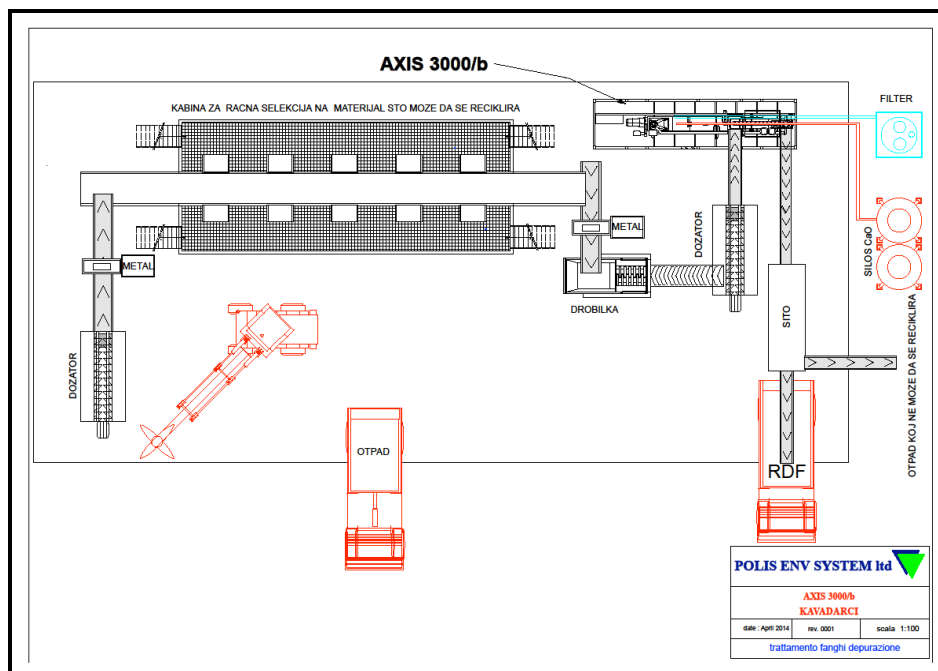 AXIS 3000/b
KABINA ZA RACNA SELEKCIJA NA MATERIJAL STO MOZE DA SE RECIKLIRA
FILTER
METAL
METAL
DOZATOR
SILOS CaO
DROBILKA
SITO
DOZATOR
OTPAD KOJ NE MOZE DA SE RECIKLIRA
OTPAD
RDF
POLIS ENV SYSTEM ltd
AXIS 3000/b
KAVADARCI
date : April 2014 rev. 0001 scala 1:100
trattamento fanghi depurazione